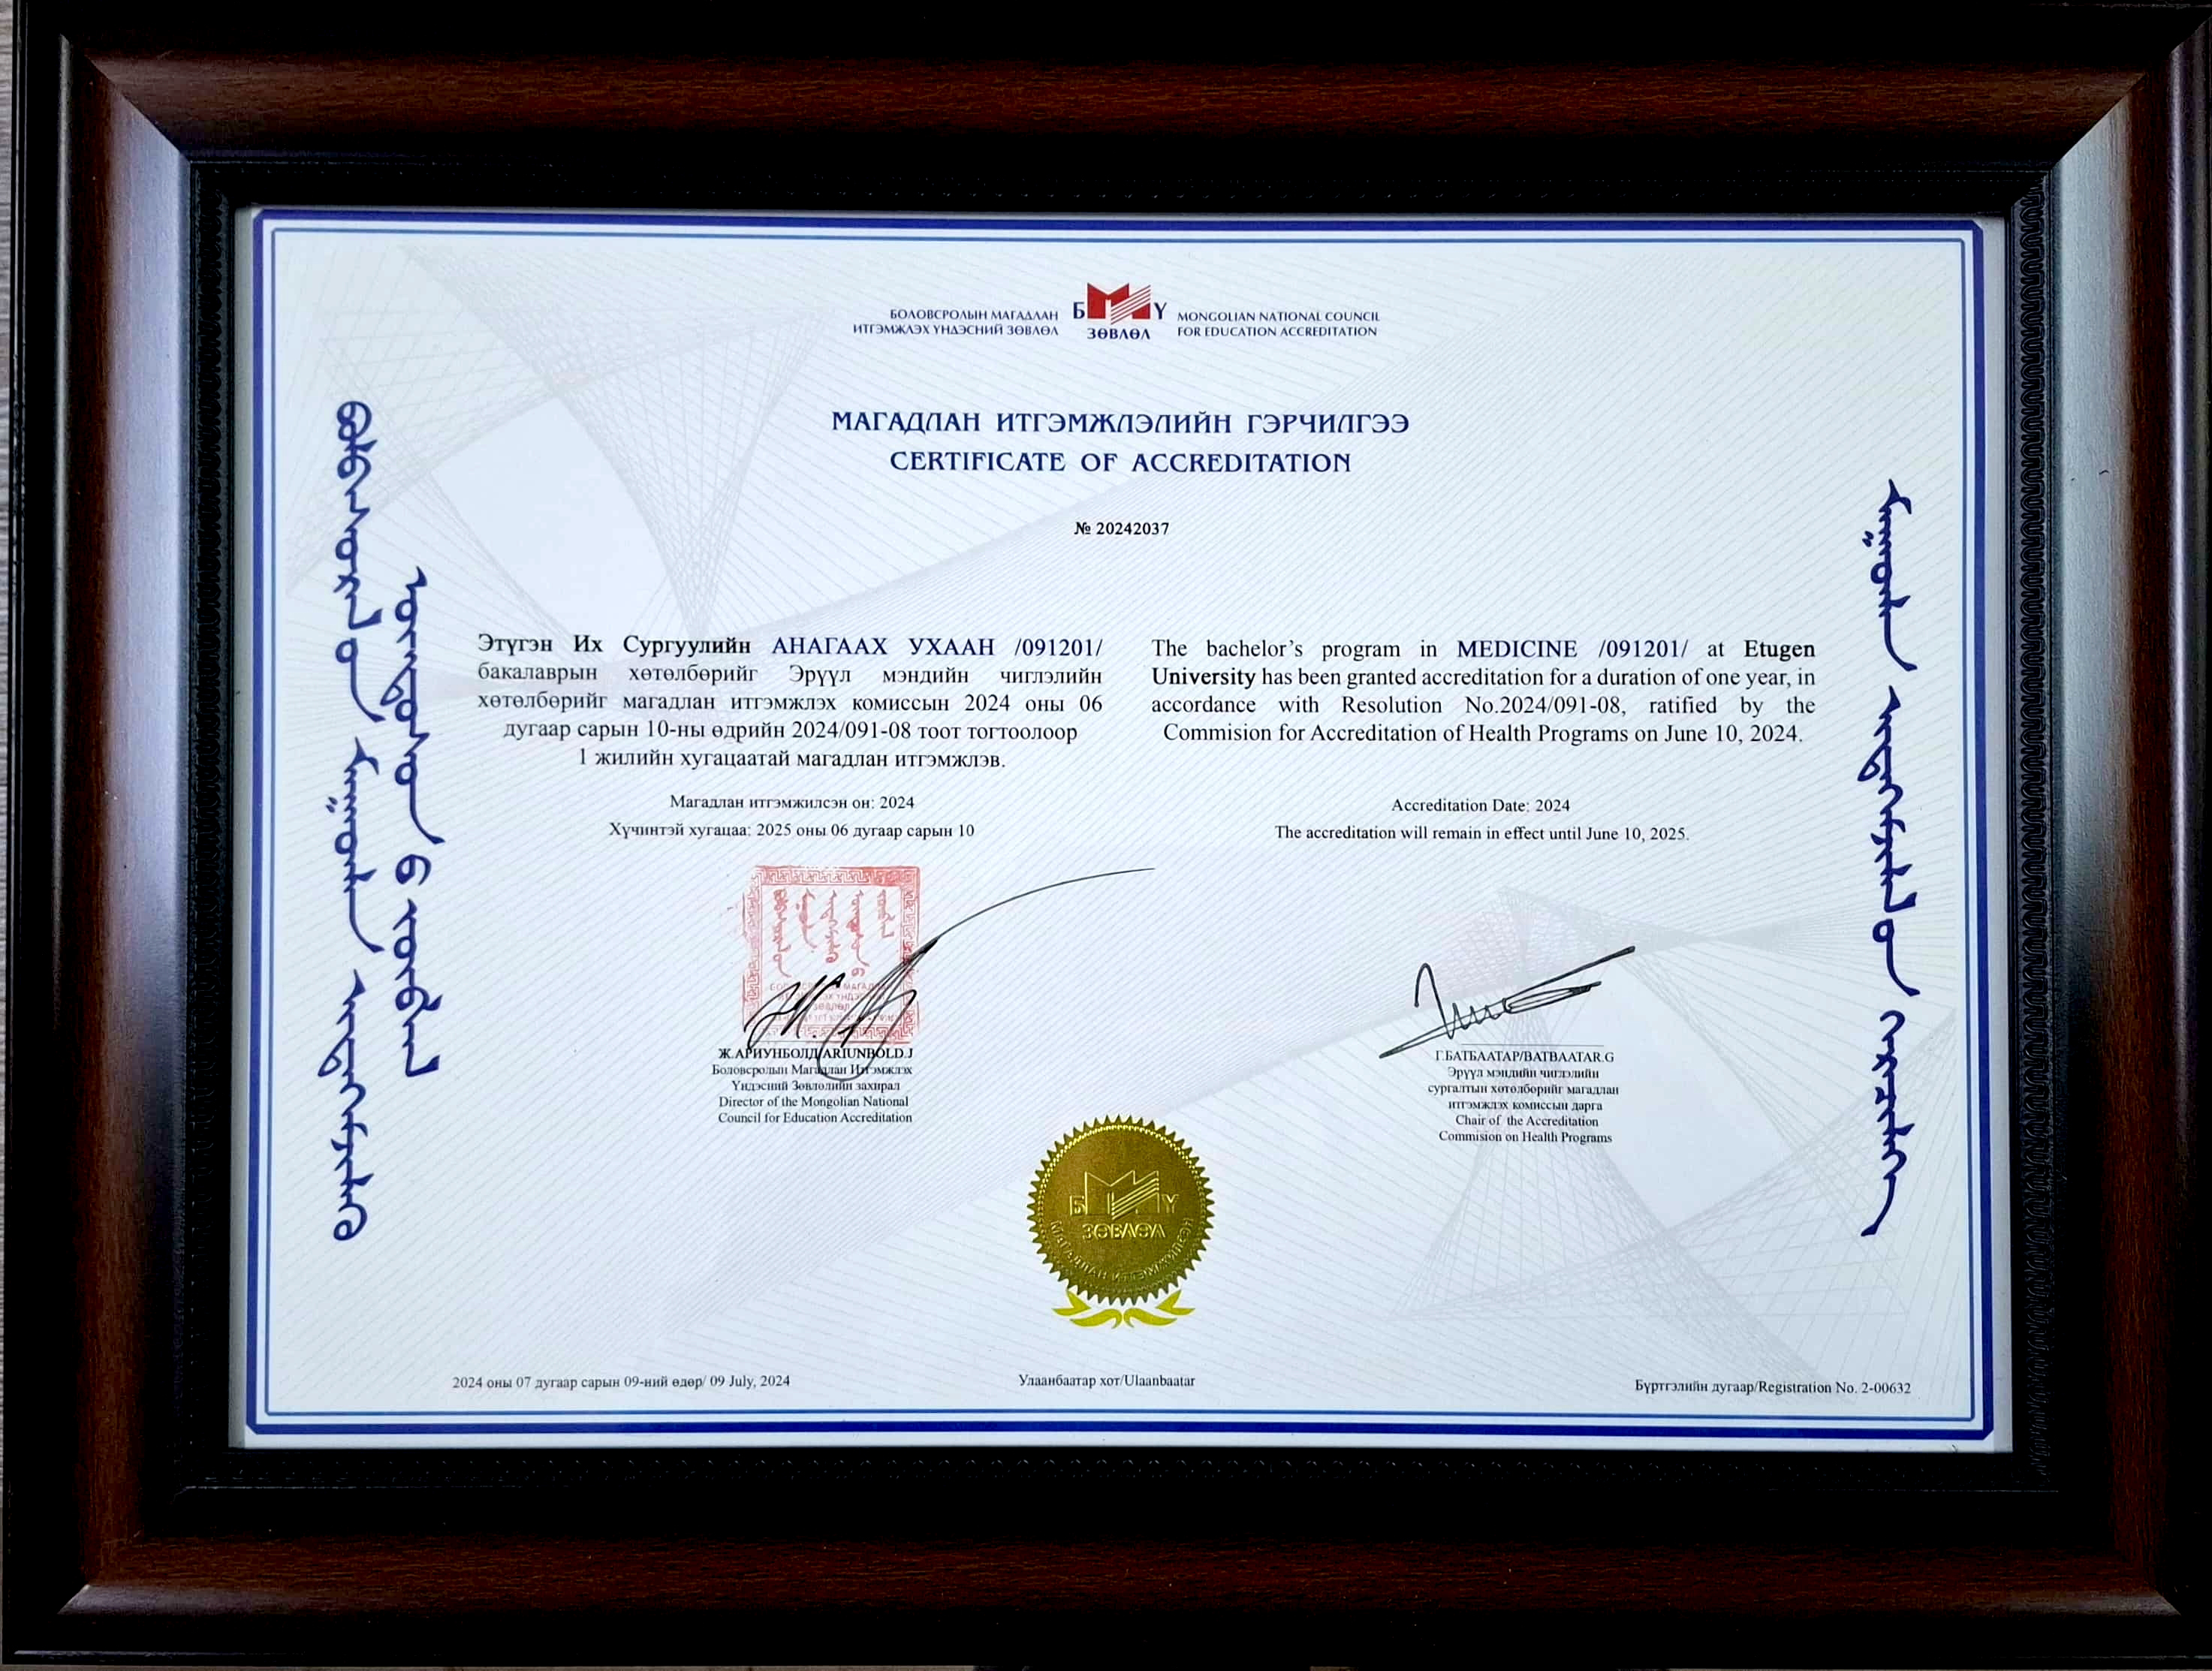 БОЛОВСРОЛЫН МАГАДЛАН
ИТГЭМЖЛЭХ ҮНДЭСНИЙ ЗӨВЛӨЛ
Б Ү
ЗӨВЛӨЛ
MONGOLIAN NATIONAL COUNCIL
FOR EDUCATION ACCREDITATION
МАГАДЛАН ИТГЭМЖЛЭЛИЙН ГЭРЧИЛГЭЭ
CERTIFICATE OF ACCREDITATION
№ 20242037
Этүгэн Их Сургуулийн АНАГААХ УХААН /091201/
бакалаврын хөтөлбөрийг Эрүүл мэндийн чиглэлийн
хөтөлбөрийг магадлан итгэмжлэх комиссын 2024 оны 06
дугаар сарын 10-ны өдрийн 2024/091-08 тоот тогтоолоор
1 жилийн хугацаатай магадлан итгэмжлэв.
Магадлан итгэмжилсэн он: 2024
Хүчинтэй хугацаа: 2025 оны 06 дугаар сарын 10
The bachelor's program in MEDICINE /091201/ at Etugen
University has been granted accreditation for a duration of one year, in
accordance with Resolution No.2024/091-08, ratified by the
Commision for Accreditation of Health Programs on June 10, 2024.
Accreditation Date: 2024
The accreditation will remain in effect until June 10, 2025.
Ж.АРИУНБОЛД/ARIUNBOLD.J
Боловсролын Магадлан Итгэмжлэх
Үндэсний Зөвлөлийн захирал
Director of the Mongolian National
Council for Education Accreditation
Г.БАТБААТАР/BATBAATAR.G
Эрүүл мэндийн чиглэлийн
сургалтын хөтөлбөрийг магадлан
итгэмжлэх комиссын дарга
Chair of the Accreditation
Commision on Health Programs
Б Ү
ЗӨВЛӨЛ
МАГАДЛАН ИТГЭМЖИЛСЭН
2024 оны 07 дугаар сарын 09-ний өдөр/ 09 July, 2024
Улаанбаатар хот/Ulaanbaatar
Бүртгэлийн дугаар/Registration No. 2-00632